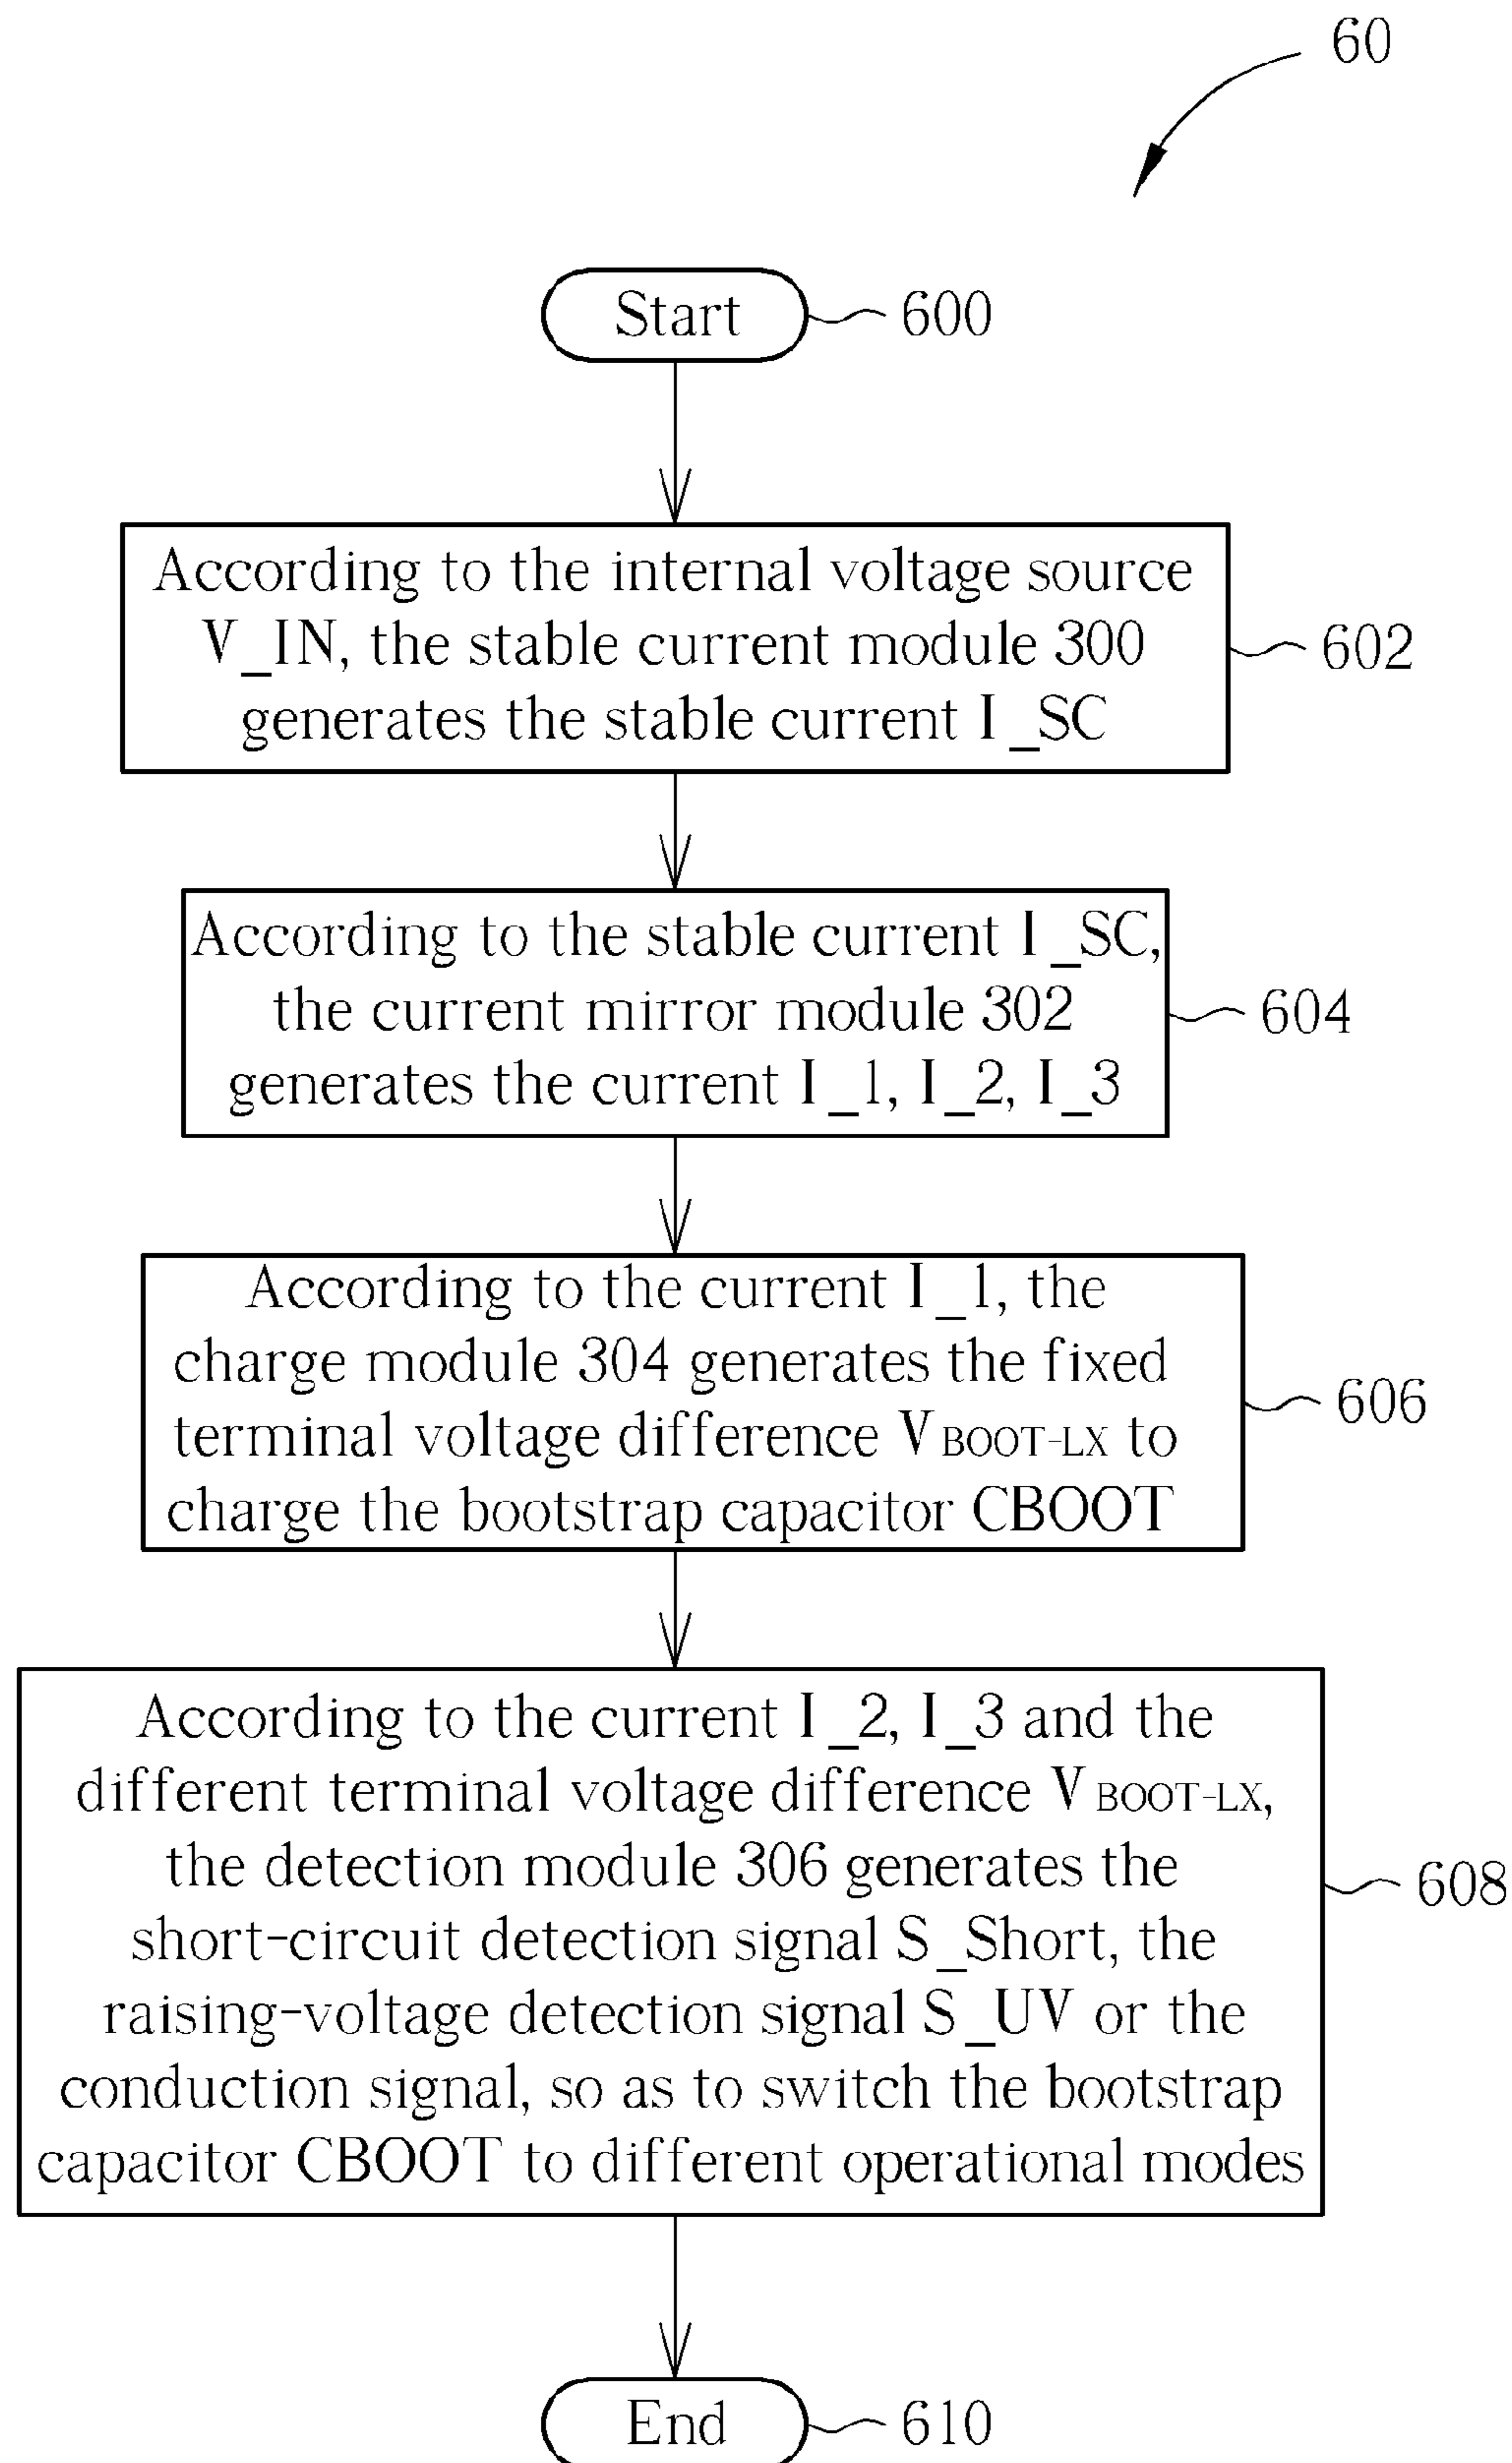 60
Start
600
According to the internal voltage source
V_IN, the stable current module 300
generates the stable current I_SC
602
According to the stable current I_SC,
the current mirror module 302
generates the current I_1, I_2, I_3
604
According to the current I_1, the
charge module 304 generates the fixed
terminal voltage difference VBOOT-LX to
charge the bootstrap capacitor CBOOT
606
According to the current I_2, I_3 and the
different terminal voltage difference VBOOT-LX,
the detection module 306 generates the
short-circuit detection signal S_Short, the
raising-voltage detection signal S_UV or the
conduction signal, so as to switch the bootstrap
capacitor CBOOT to different operational modes
608
End
610